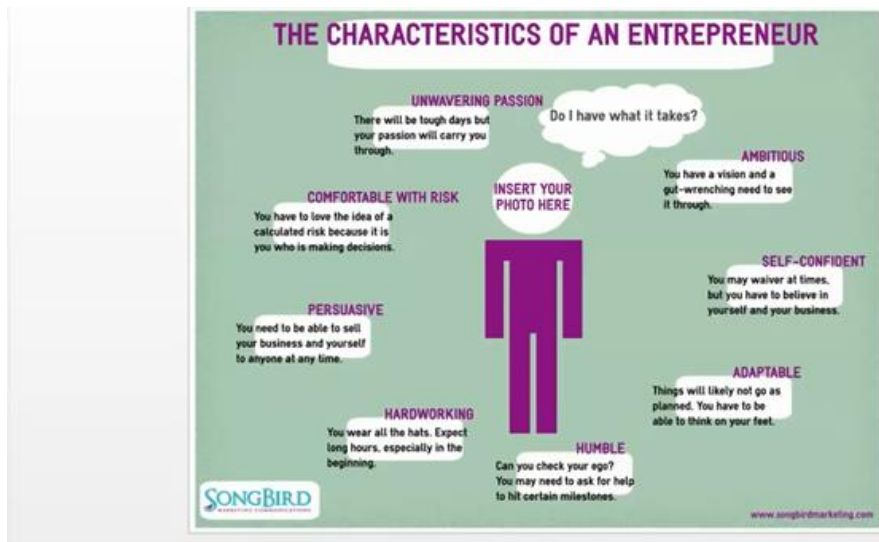 THE CHARACTERISTICS OF AN ENTREPRENEUR
UNWAVERING PASSION
There will be tough days but
your passion will carry you
through.
Do I have what it takes?
AMBITIOUS
You have a vision and a
gut-wrenching need to see
it through.
COMFORTABLE WITH RISK
You have to love the idea of a
calculated risk because it is
you who is making decisions.
INSERT YOUR
PHOTO HERE
SELF-CONFIDENT
You may waiver at times,
but you have to believe in
yourself and your business.
PERSUASIVE
You need to be able to sell
your business and yourself
to anyone at any time.
ADAPTABLE
Things will likely not go as
planned. You have to be
able to think on your feet.
HARDWORKING
You wear all the hats. Expect
long hours, especially in the
beginning.
HUMBLE
Can you check your ego?
You may need to ask for help
to hit certain milestones.
SONGBIRD
MARKETING COMMUNICATIONS
www.songbirdmarketing.com